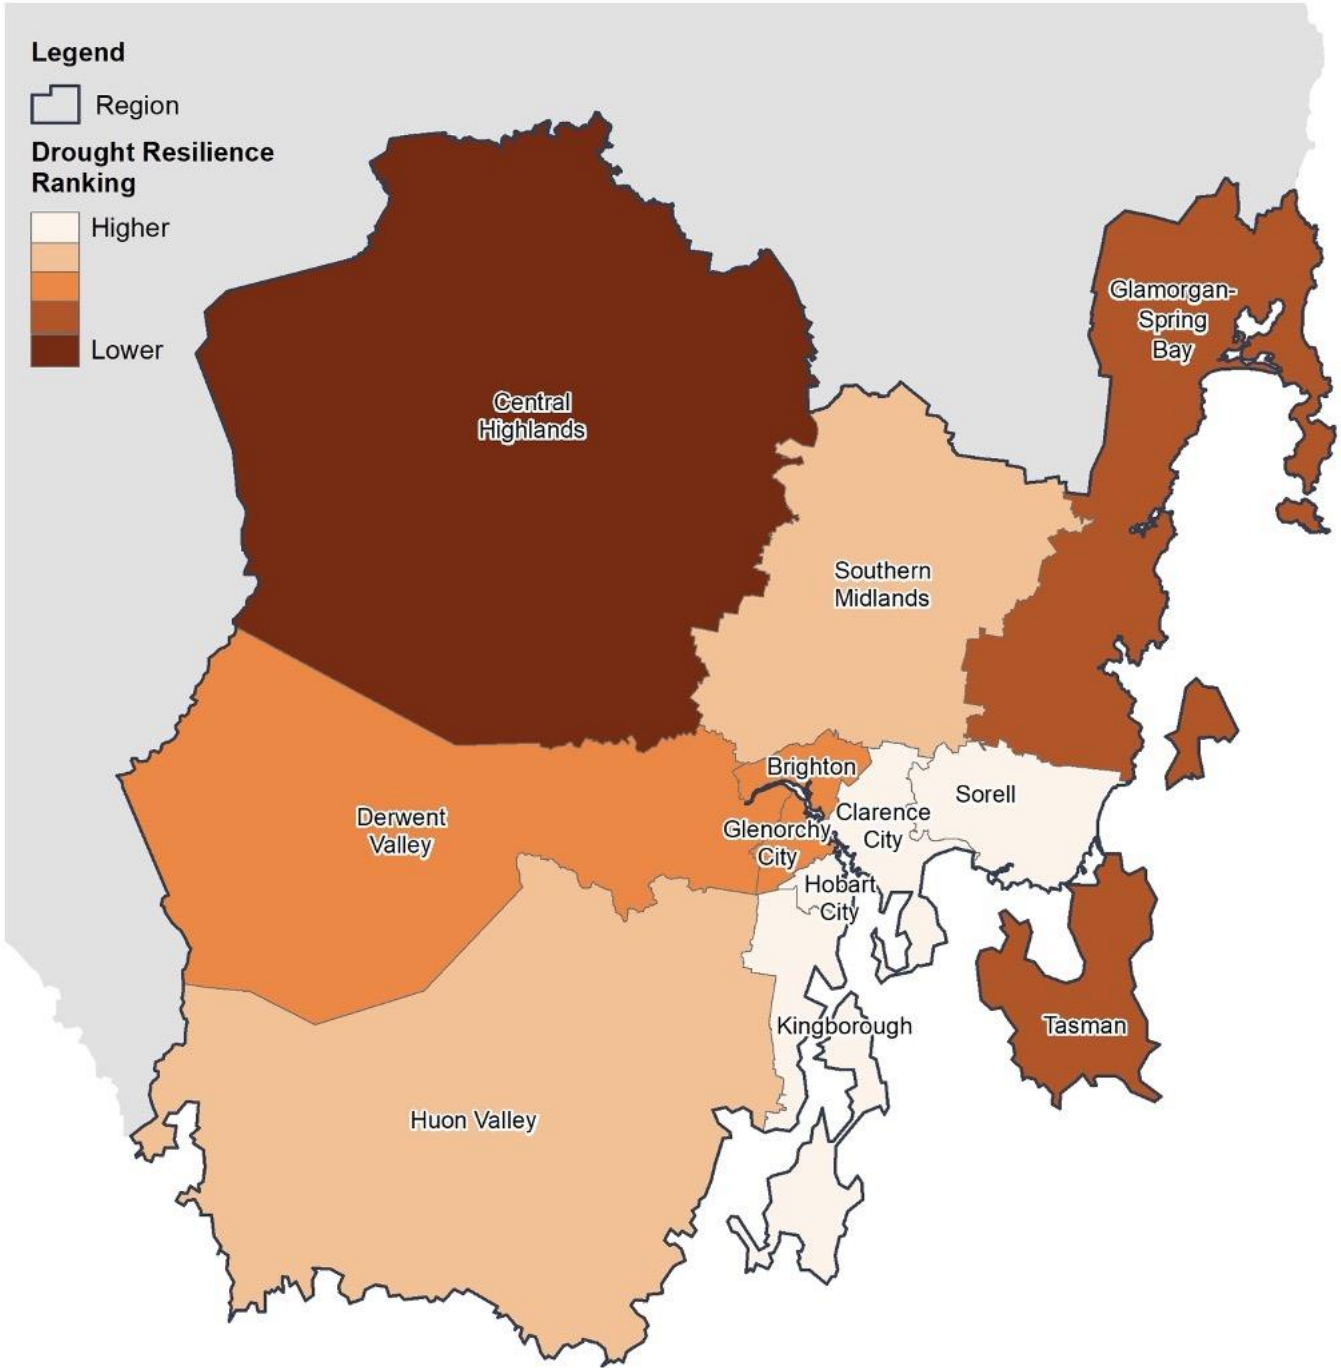 Legend
Region
Drought Resilience
Ranking
Higher
Lower
Glamorgan-
Spring
Bay
Central
Highlands
Southern
Midlands
Brighton
Sorell
Derwent
Valley
Clarence
City
Glenorchy
City
Hobart
City
Kingborough
Tasman
Huon Valley